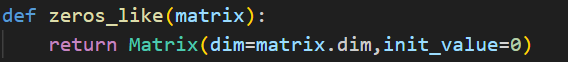 def zeros_like(matrix):
    return Matrix(dim=matrix.dim,init_value=0)